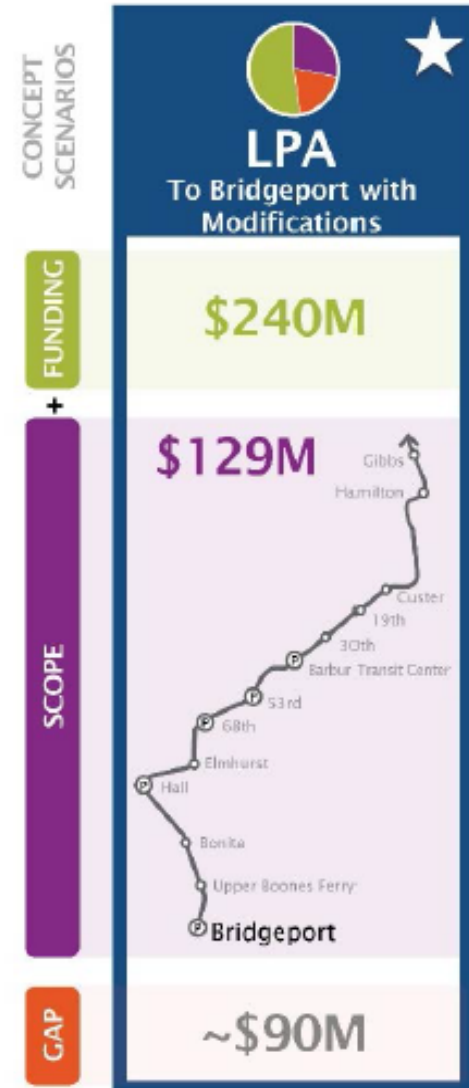 CONCEPT
SCENARIOS
LPA
To Bridgeport with
Modifications
FUNDING
$240M
+
SCOPE
$129M
Gibbs
Hamilton
Custer
19th
30th
P
Barbur Transit Center
P
53rd
P
68th
Elmhurst
P
Hall
Bonita
Upper Boones Ferry
P
Bridgeport
GAP
~$90M